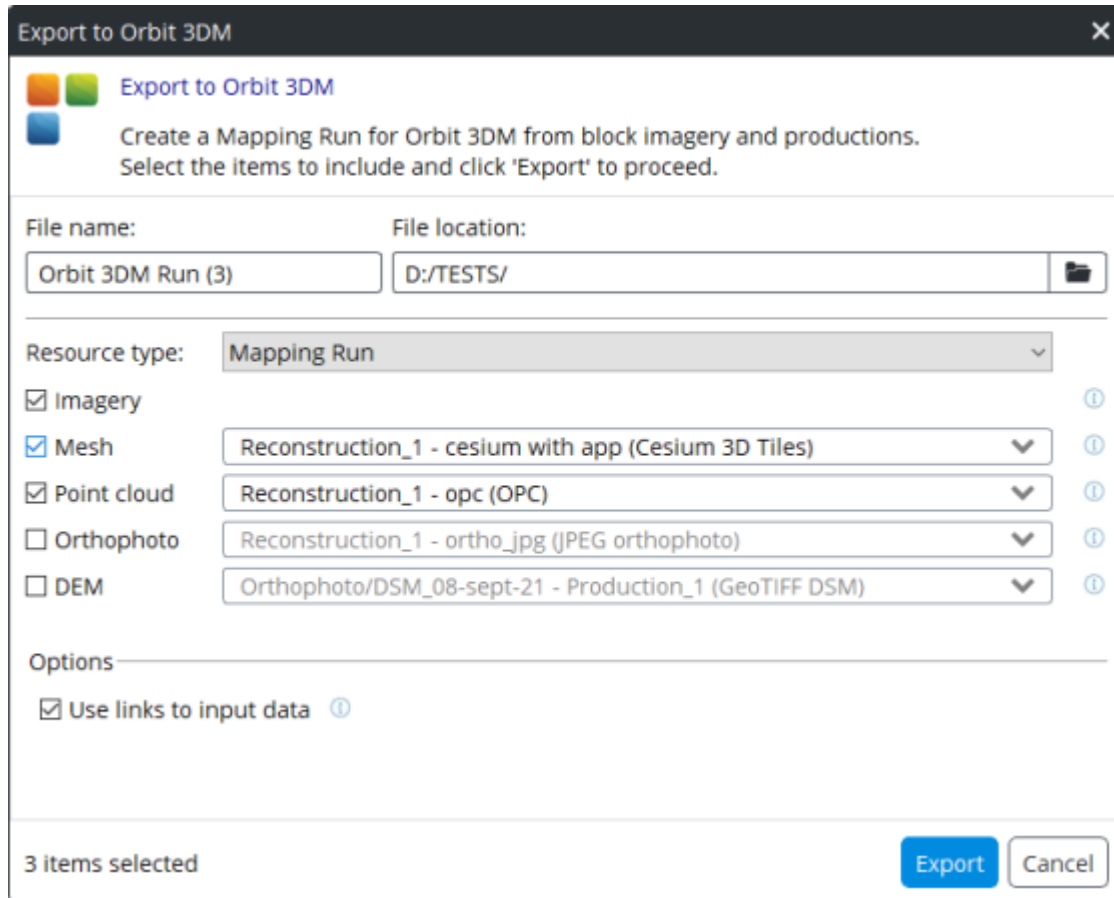 Export to Orbit 3DM
Export to Orbit 3DM
Create a Mapping Run for Orbit 3DM from block imagery and productions.
Select the items to include and click 'Export' to proceed.
File name: File location:
Orbit 3DM Run (3) D:/TESTS/
Resource type: Mapping Run
Imagery
Mesh Reconstruction_1 - cesium with app (Cesium 3D Tiles)
Point cloud Reconstruction_1 - opc (OPC)
Orthophoto Reconstruction_1 - ortho_jpg (JPEG orthophoto)
DEM Orthophoto/DSM_08-sept-21 - Production_1 (GeoTIFF DSM)
Options
Use links to input data
3 items selected Export Cancel